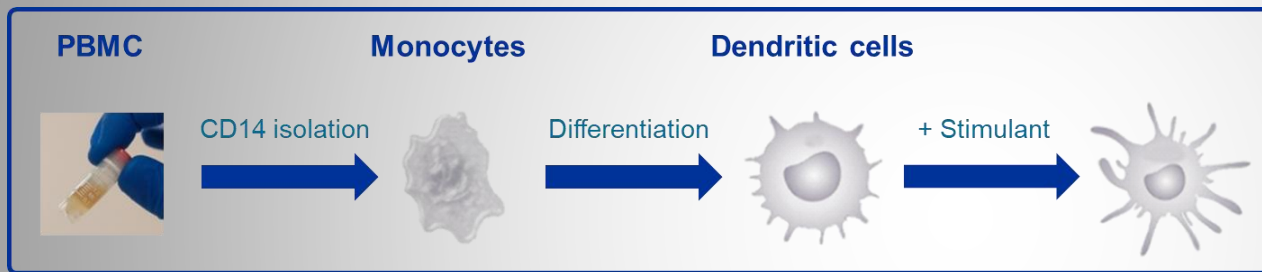 PBMC
Monocytes
Dendritic cells
CD14 isolation
Differentiation
+ Stimulant